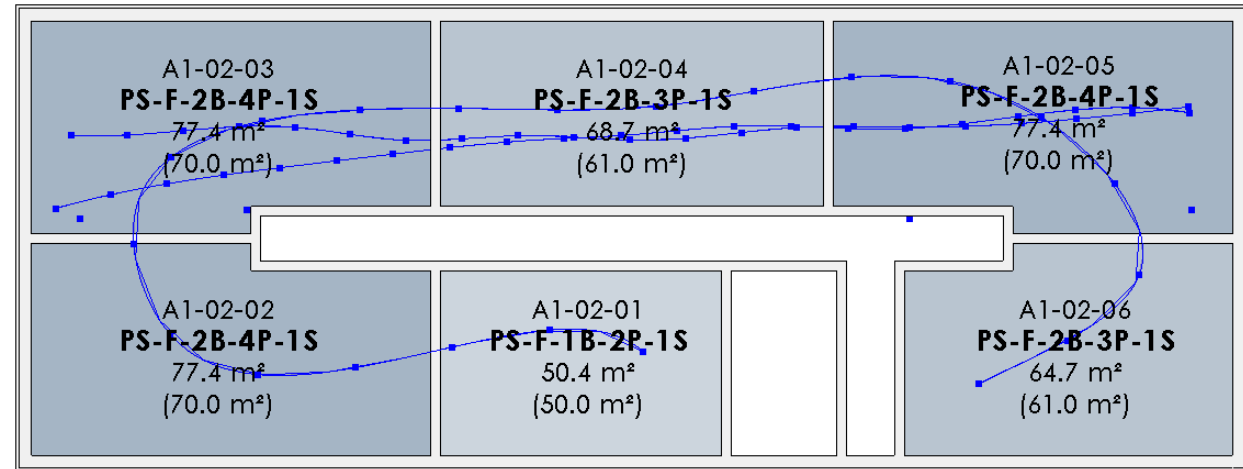 A1-02-03
PS-F-2B-4P-1S
77.4 m²
(70.0 m²)
A1-02-04
PS-F-2B-3P-1S
68.7 m²
(61.0 m²)
A1-02-05
PS-F-2B-4P-1S
77.4 m²
(70.0 m²)
A1-02-02
PS-F-2B-4P-1S
77.4 m²
(70.0 m²)
A1-02-01
PS-F-1B-2P-1S
50.4 m²
(50.0 m²)
A1-02-06
PS-F-2B-3P-1S
64.7 m²
(61.0 m²)